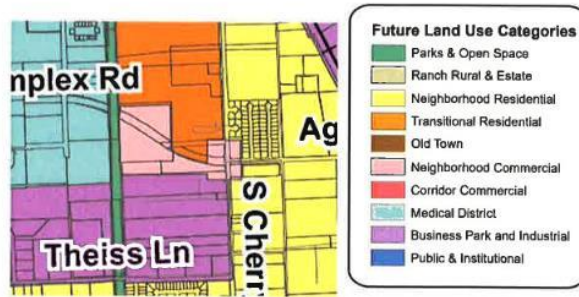 mplex Rd
Ag
S Cherr
Theiss Ln
Future Land Use Categories
Parks & Open Space
Ranch Rural & Estate
Neighborhood Residential
Transitional Residential
Old Town
Neighborhood Commercial
Corridor Commercial
Medical District
Business Park and Industrial
Public & Institutional